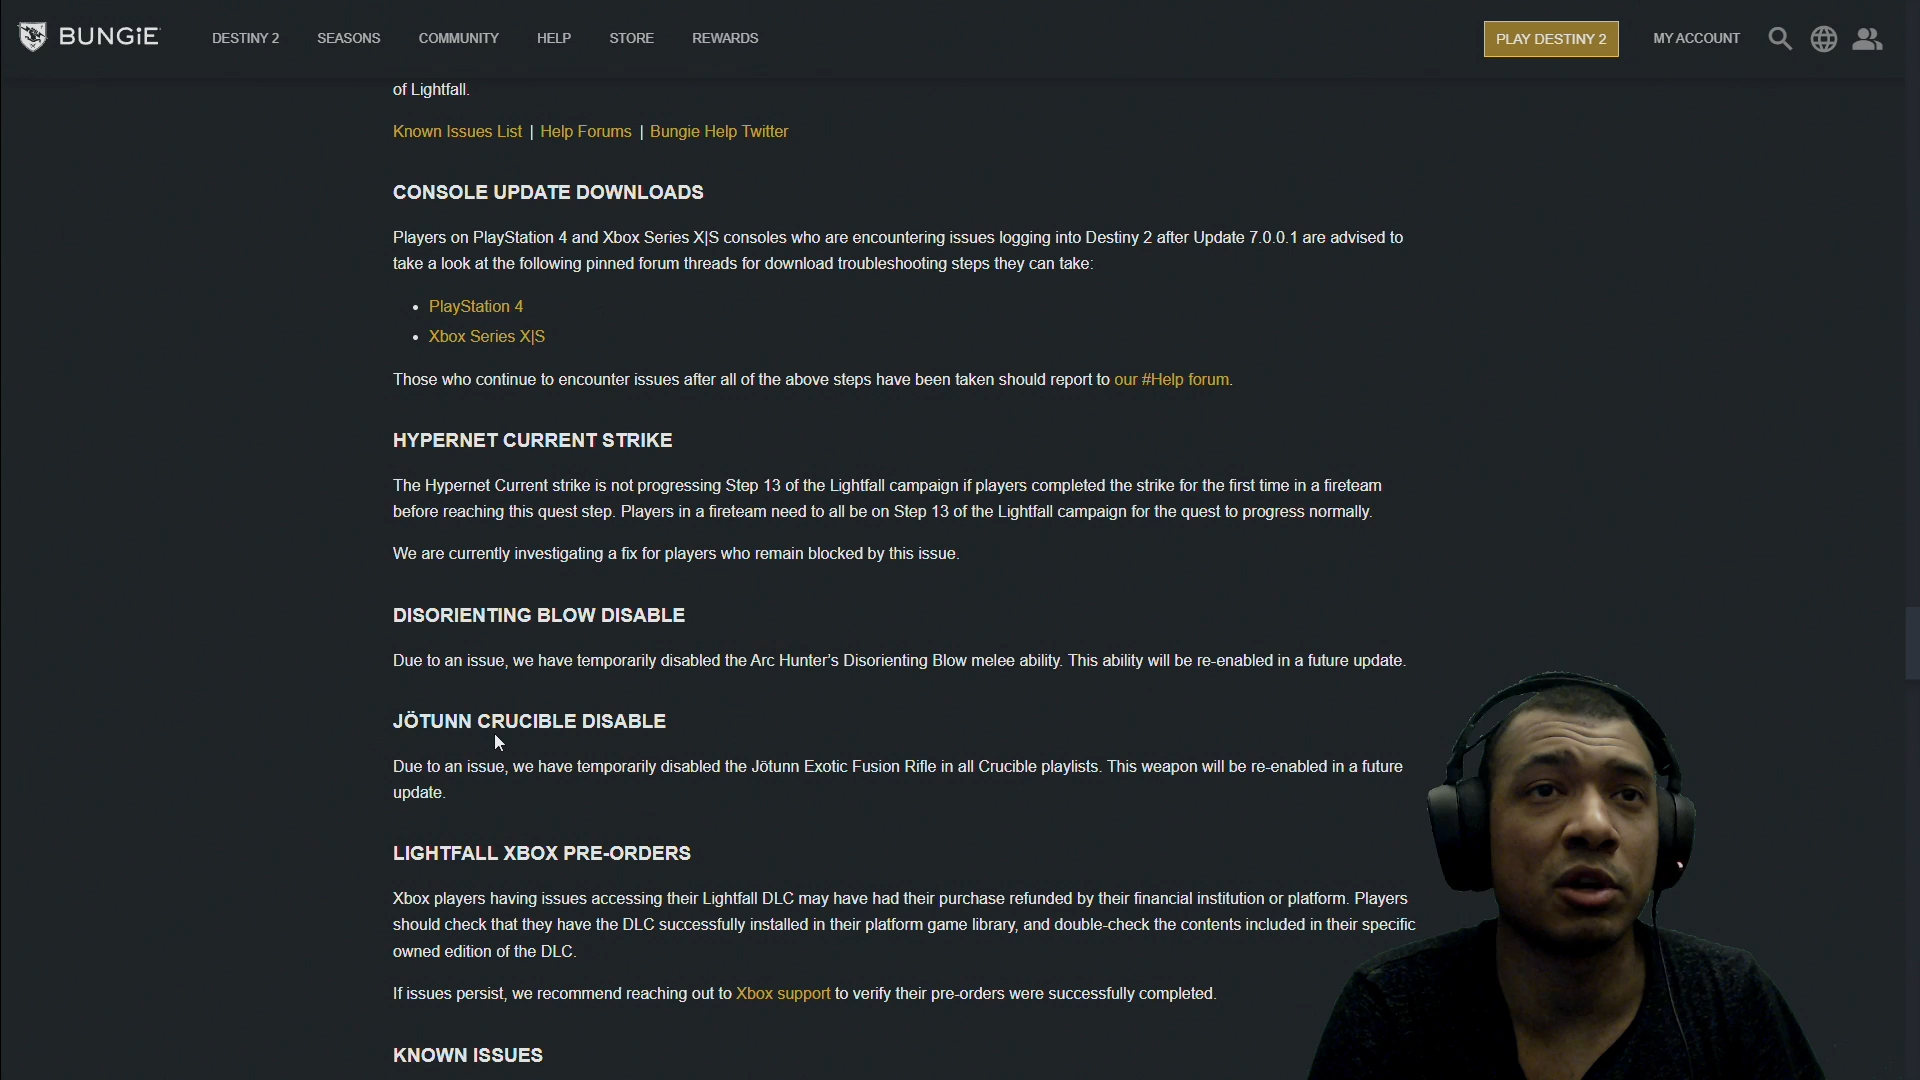 BUNGiE DESTINY 2 SEASONS COMMUNITY HELP STORE REWARDS PLAY DESTINY 2 MY ACCOUNT
of Lightfall.
Known Issues List | Help Forums | Bungie Help Twitter
CONSOLE UPDATE DOWNLOADS
Players on PlayStation 4 and Xbox Series X|S consoles who are encountering issues logging into Destiny 2 after Update 7.0.0.1 are advised to
take a look at the following pinned forum threads for download troubleshooting steps they can take:
• PlayStation 4
• Xbox Series X|S
Those who continue to encounter issues after all of the above steps have been taken should report to our #Help forum.
HYPERNET CURRENT STRIKE
The Hypernet Current strike is not progressing Step 13 of the Lightfall campaign if players completed the strike for the first time in a fireteam
before reaching this quest step. Players in a fireteam need to all be on Step 13 of the Lightfall campaign for the quest to progress normally.
We are currently investigating a fix for players who remain blocked by this issue.
DISORIENTING BLOW DISABLE
Due to an issue, we have temporarily disabled the Arc Hunter's Disorienting Blow melee ability. This ability will be re-enabled in a future update.
JÖTUNN CRUCIBLE DISABLE
Due to an issue, we have temporarily disabled the Jötunn Exotic Fusion Rifle in all Crucible playlists. This weapon will be re-enabled in a future
update.
LIGHTFALL XBOX PRE-ORDERS
Xbox players having issues accessing their Lightfall DLC may have had their purchase refunded by their financial institution or platform. Players
should check that they have the DLC successfully installed in their platform game library, and double-check the contents included in their specific
owned edition of the DLC.
If issues persist, we recommend reaching out to Xbox support to verify their pre-orders were successfully completed.
KNOWN ISSUES